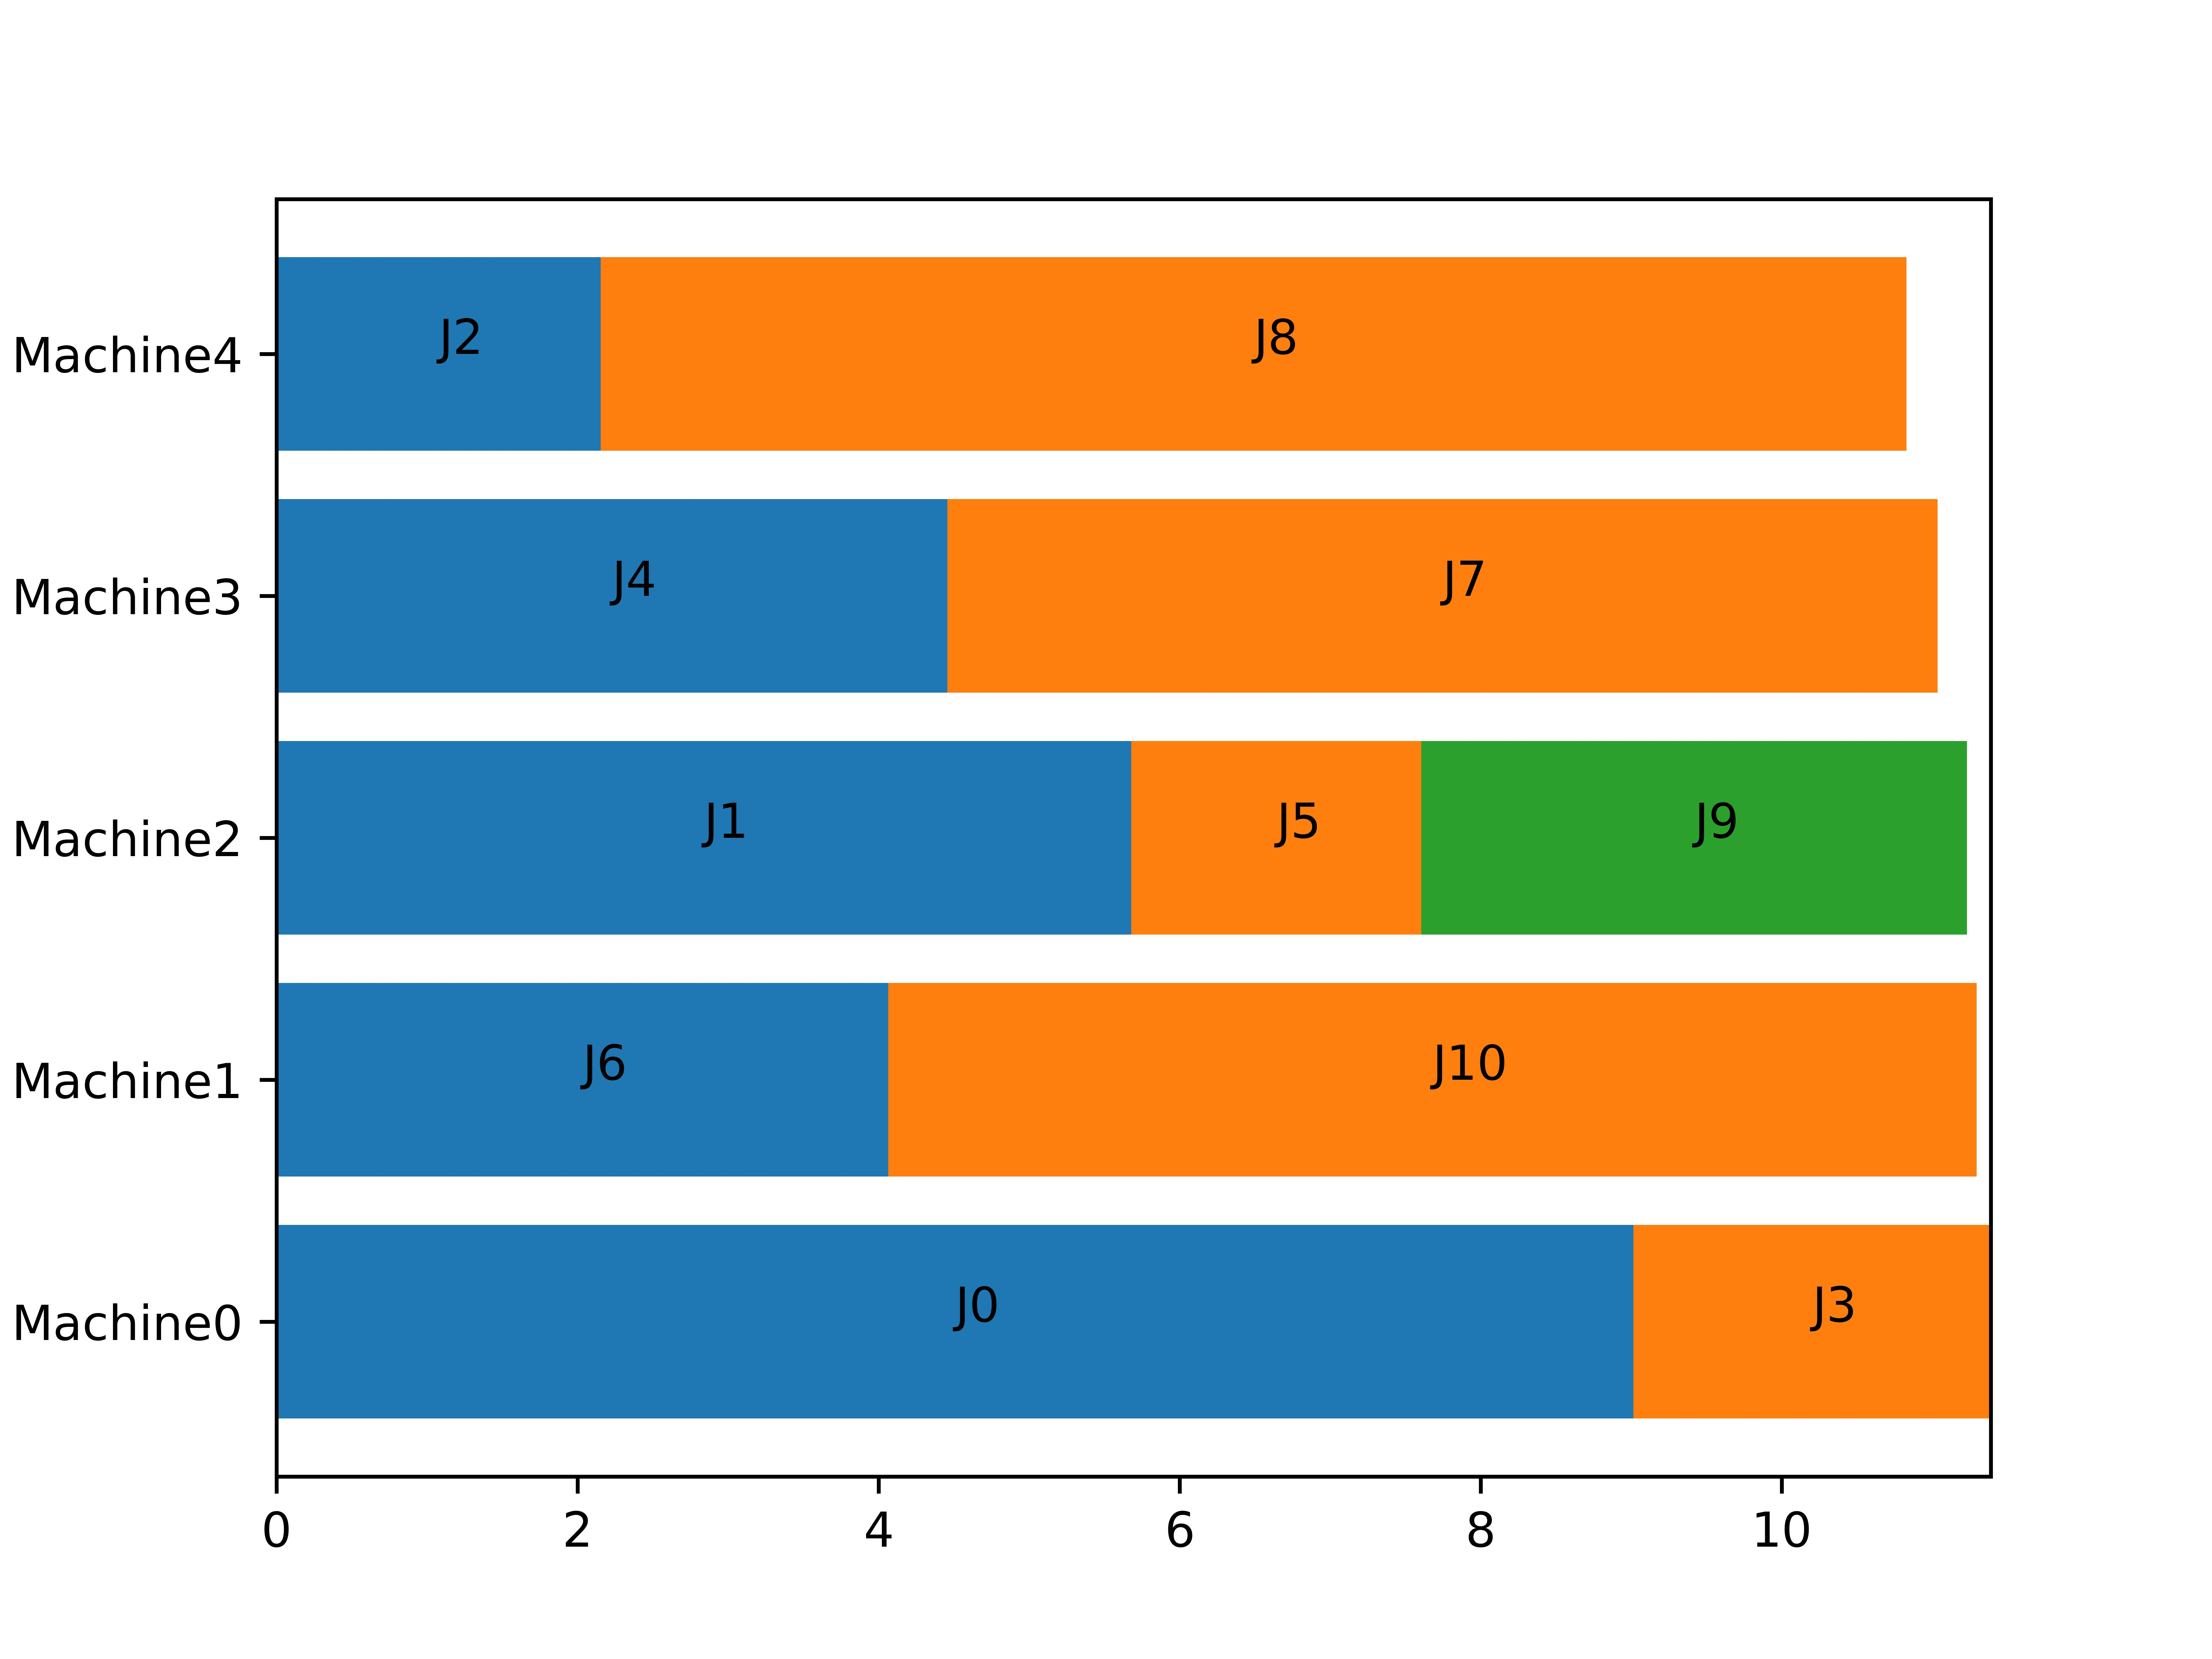 Machine4 J2 J8
Machine3 J4 J7
Machine2 J1 J5 J9
Machine1 J6 J10
Machine0 J0 J3
0 2 4 6 8 10